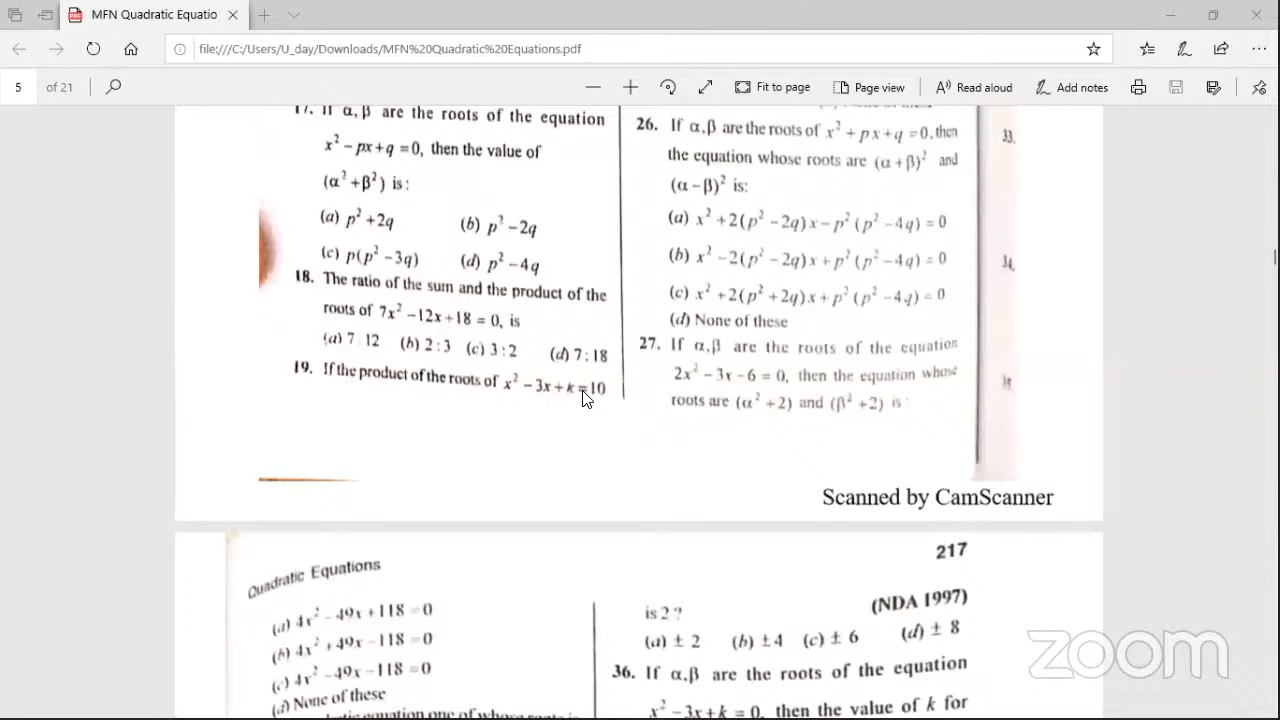 MFN Quadratic Equatio
file:///C:/Users/U_day/Downloads/MFN%20Quadratic%20Equations.pdf
5 of 21
Fit to page
Page view
Read aloud
Add notes
17. If α, β are the roots of the equation
x² – px + q = 0, then the value of
(α² + β²) is :
(a) p² + 2q (b) p² – 2q
(c) p(p² – 3q) (d) p² – 4q
18. The ratio of the sum and the product of the
roots of 7x² – 12x + 18 = 0, is
(a) 7 12 (b) 2 : 3 (c) 3 : 2 (d) 7 : 18
19. If the product of the roots of x² – 3x + k = 10
26. If α, β are the roots of x² + px + q = 0, then
the equation whose roots are (α + β)² and
(α – β)² is:
(a) x² + 2(p² – 2q)x – p²(p² – 4q) = 0
(b) x² – 2(p² – 2q)x + p²(p² – 4q) = 0
(c) x² + 2(p² + 2q)x + p²(p² – 4q) = 0
(d) None of these
27. If α, β are the roots of the equation
2x² – 3x – 6 = 0, then the equation whose
roots are (α² + 2) and (β² + 2) is
33.
34.
Scanned by CamScanner
217
Quadratic Equations
(a) 4x² – 49x + 118 = 0
(b) 4x² + 49x – 118 = 0
(c) 4x² – 49x – 118 = 0
(d) None of these
is 2 ?
(NDA 1997)
(a) ± 2 (b) ± 4 (c) ± 6 (d) ± 8
36. If α, β are the roots of the equation
x² – 3x + k = 0, then the value of k for
zoom